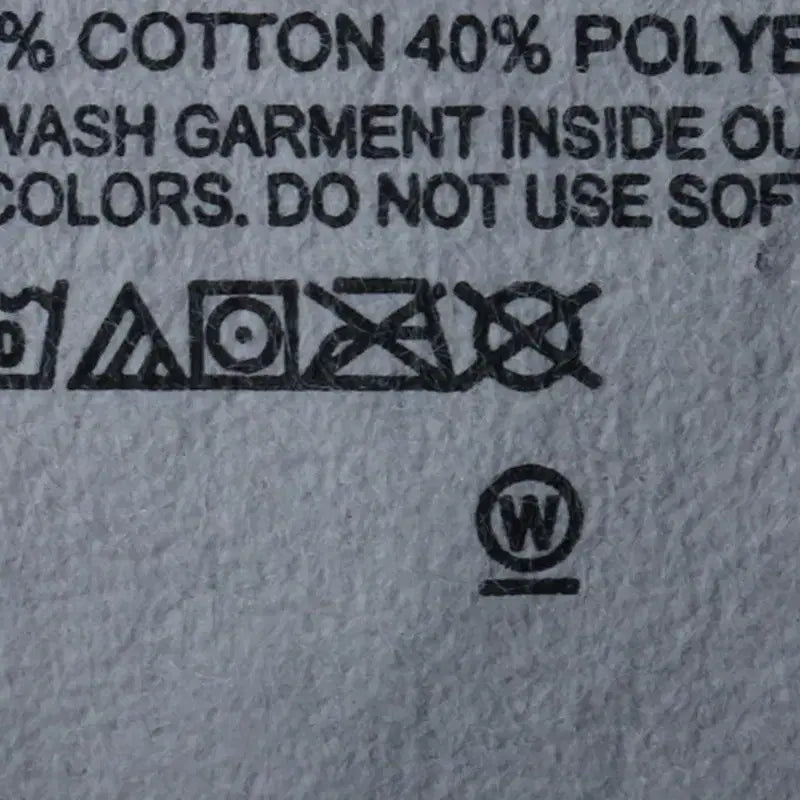 % COTTON 40% POLYE
WASH GARMENT INSIDE OU
COLORS. DO NOT USE SOF
W